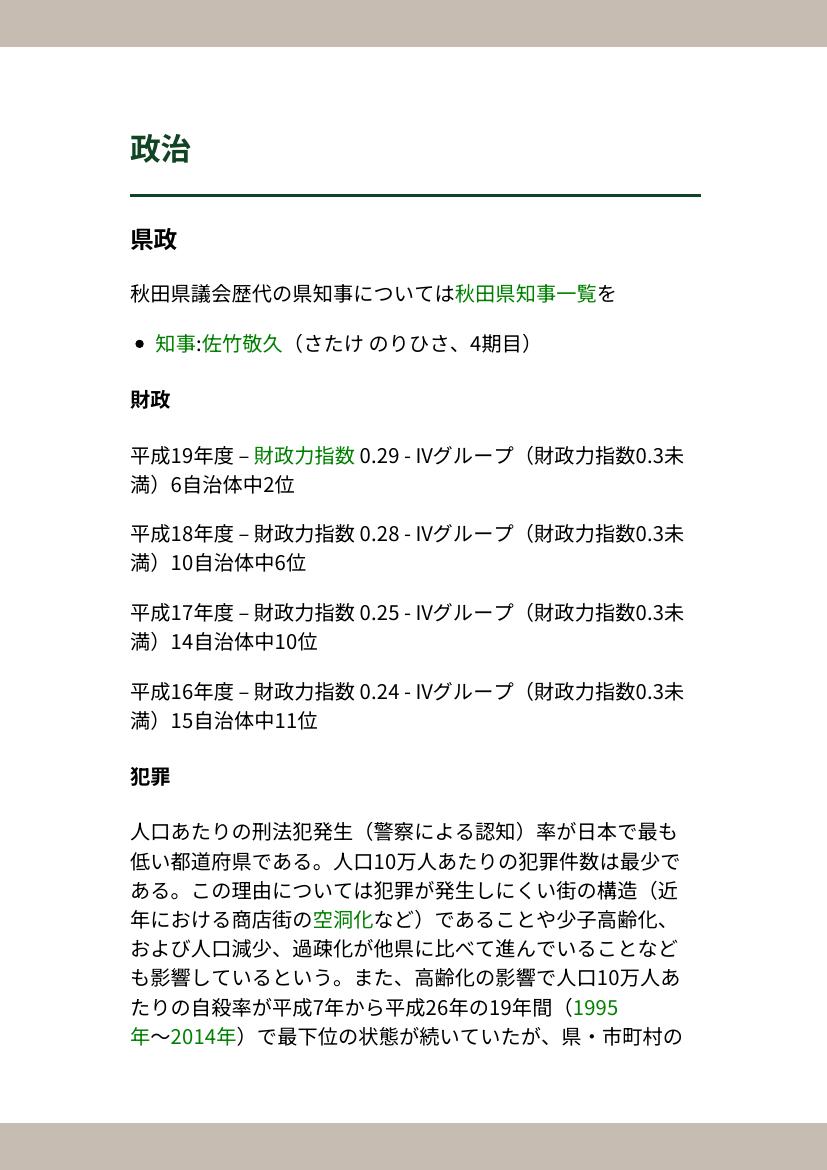 政治
県政
秋田県議会歴代の県知事については秋田県知事一覧を
• 知事:佐竹敬久（さたけ のりひさ、4期目）
財政
平成19年度 – 財政力指数 0.29 - IVグループ（財政力指数0.3未
満）6自治体中2位
平成18年度 – 財政力指数 0.28 - IVグループ（財政力指数0.3未
満）10自治体中6位
平成17年度 – 財政力指数 0.25 - IVグループ（財政力指数0.3未
満）14自治体中10位
平成16年度 – 財政力指数 0.24 - IVグループ（財政力指数0.3未
満）15自治体中11位
犯罪
人口あたりの刑法犯発生（警察による認知）率が日本で最も
低い都道府県である。人口10万人あたりの犯罪件数は最少で
ある。この理由については犯罪が発生しにくい街の構造（近
年における商店街の空洞化など）であることや少子高齢化、
および人口減少、過疎化が他県に比べて進んでいることなど
も影響しているという。また、高齢化の影響で人口10万人あ
たりの自殺率が平成7年から平成26年の19年間（1995
年〜2014年）で最下位の状態が続いていたが、県・市町村の